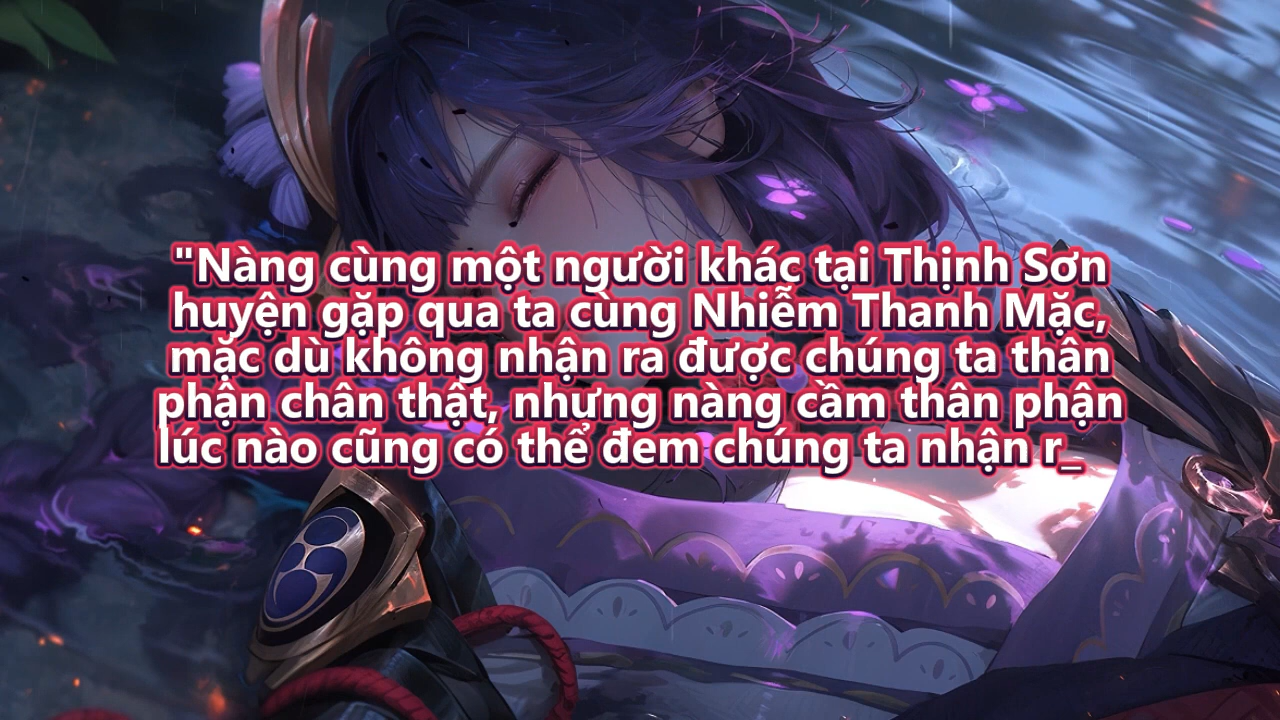 "Nàng cùng một người khác tại Thịnh Sơn
huyện gặp qua ta cùng Nhiễm Thanh Mặc,
mặc dù không nhận ra được chúng ta thân
phận chân thật, nhưng nàng cầm thân phận
lúc nào cũng có thể đem chúng ta nhận r_